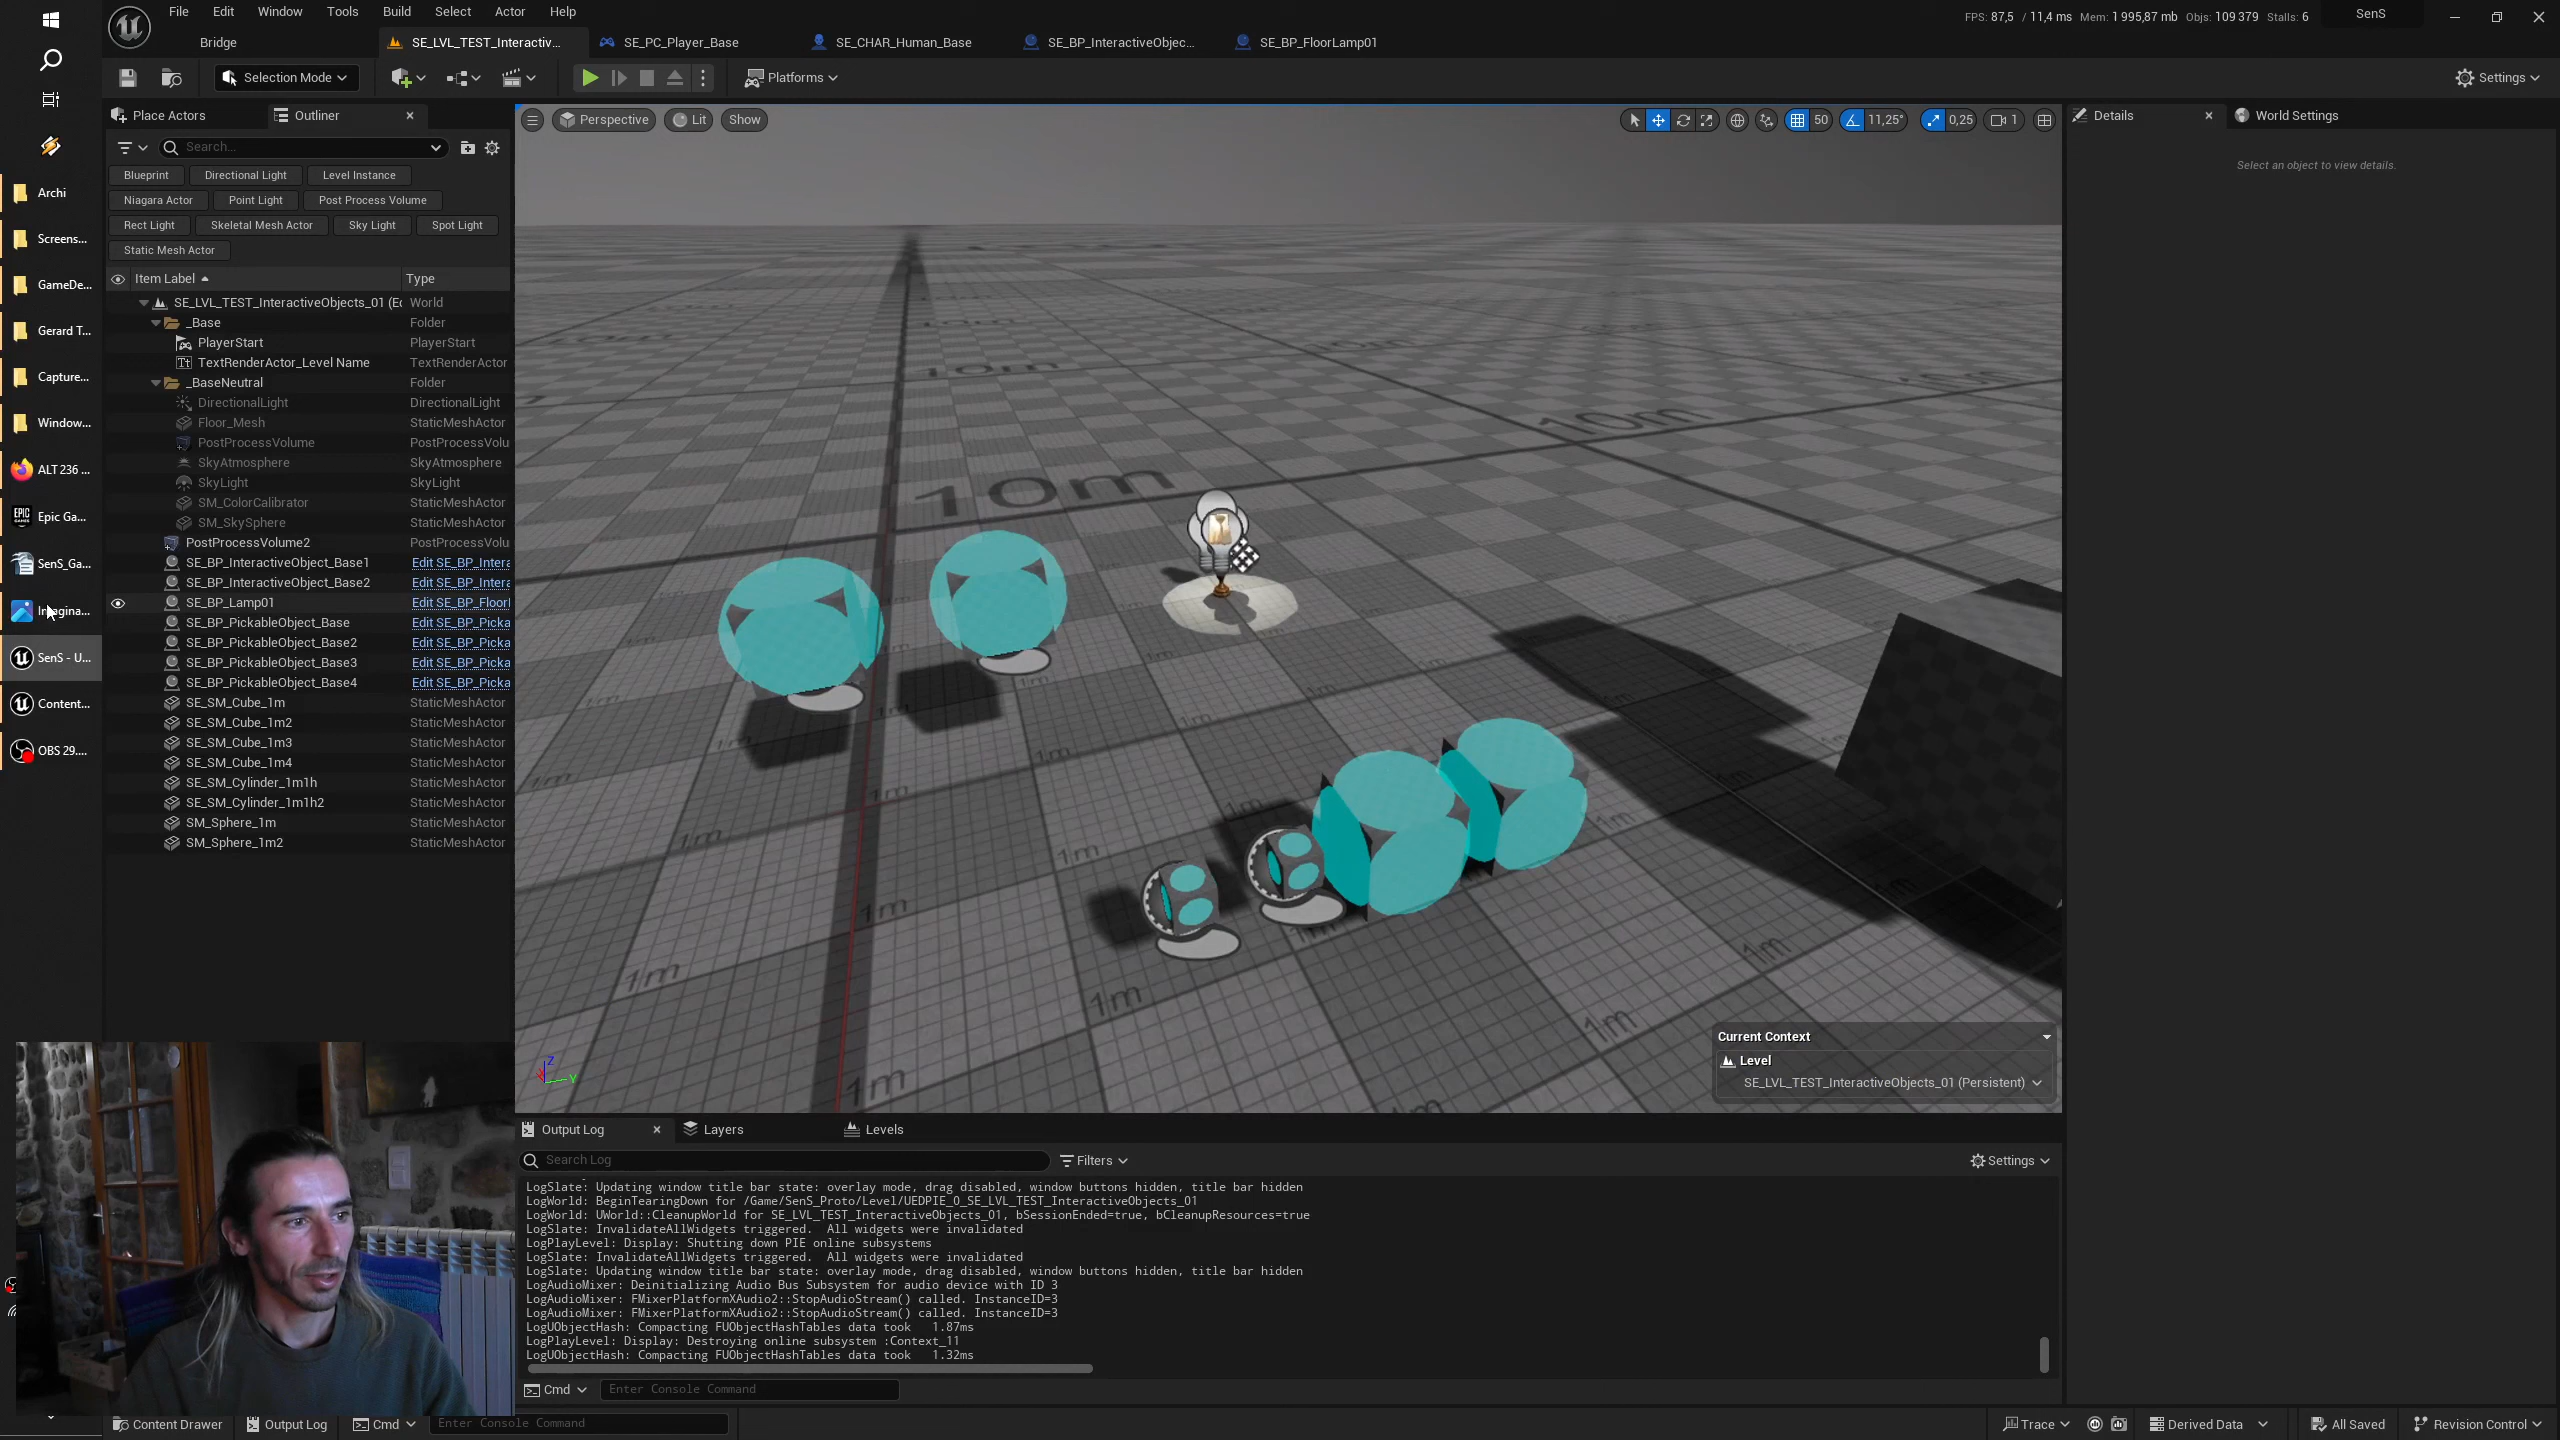 File Edit Window Tools Build Select Actor Help
FPS: 87,5 / 11,4 ms Mem: 1 995,87 mb Objs: 109 379 Stalls: 6
SenS
Bridge
SE_LVL_TEST_Interactiv...
SE_PC_Player_Base
SE_CHAR_Human_Base
SE_BP_InteractiveObjec...
SE_BP_FloorLamp01
Selection Mode
Platforms
Settings
Archi
Screens...
GameDe...
Gerard T...
Capture...
Window...
ALT 236 ...
Epic Ga...
SenS_Ga...
Imagina...
SenS - U...
Content...
OBS 29....
Place Actors
Outliner
Search...
Blueprint Directional Light Level Instance
Niagara Actor Point Light Post Process Volume
Rect Light Skeletal Mesh Actor Sky Light Spot Light
Static Mesh Actor
Item Label Type
SE_LVL_TEST_InteractiveObjects_01 (Ec World
_Base Folder
PlayerStart PlayerStart
TextRenderActor_Level Name TextRenderActor
_BaseNeutral Folder
DirectionalLight DirectionalLight
Floor_Mesh StaticMeshActor
PostProcessVolume PostProcessVolu
SkyAtmosphere SkyAtmosphere
SkyLight SkyLight
SM_ColorCalibrator StaticMeshActor
SM_SkySphere StaticMeshActor
PostProcessVolume2 PostProcessVolu
SE_BP_InteractiveObject_Base1 Edit SE_BP_Intera
SE_BP_InteractiveObject_Base2 Edit SE_BP_Intera
SE_BP_Lamp01 Edit SE_BP_Floorl
SE_BP_PickableObject_Base Edit SE_BP_Picka
SE_BP_PickableObject_Base2 Edit SE_BP_Picka
SE_BP_PickableObject_Base3 Edit SE_BP_Picka
SE_BP_PickableObject_Base4 Edit SE_BP_Picka
SE_SM_Cube_1m StaticMeshActor
SE_SM_Cube_1m2 StaticMeshActor
SE_SM_Cube_1m3 StaticMeshActor
SE_SM_Cube_1m4 StaticMeshActor
SE_SM_Cylinder_1m1h StaticMeshActor
SE_SM_Cylinder_1m1h2 StaticMeshActor
SM_Sphere_1m StaticMeshActor
SM_Sphere_1m2 StaticMeshActor
Perspective Lit Show
50 11,25° 0,25 1
10m
10m
10m
1m
1m
1m
1m
1m
1m
1m
1m
1m
Z
Y
Current Context
Level
SE_LVL_TEST_InteractiveObjects_01 (Persistent)
Details
World Settings
Select an object to view details.
Output Log
Layers
Levels
Search Log
Filters
Settings
LogSlate: Updating window title bar state: overlay mode, drag disabled, window buttons hidden, title bar hidden
LogWorld: BeginTearingDown for /Game/SenS_Proto/Level/UEDPIE_0_SE_LVL_TEST_InteractiveObjects_01
LogWorld: UWorld::CleanupWorld for SE_LVL_TEST_InteractiveObjects_01, bSessionEnded=true, bCleanupResources=true
LogSlate: InvalidateAllWidgets triggered. All widgets were invalidated
LogPlayLevel: Display: Shutting down PIE online subsystems
LogSlate: InvalidateAllWidgets triggered. All widgets were invalidated
LogSlate: Updating window title bar state: overlay mode, drag disabled, window buttons hidden, title bar hidden
LogAudioMixer: Deinitializing Audio Bus Subsystem for audio device with ID 3
LogAudioMixer: FMixerPlatformXAudio2::StopAudioStream() called. InstanceID=3
LogAudioMixer: FMixerPlatformXAudio2::StopAudioStream() called. InstanceID=3
LogUObjectHash: Compacting FUObjectHashTables data took 1.87ms
LogPlayLevel: Display: Destroying online subsystem :Context_11
LogUObjectHash: Compacting FUObjectHashTables data took 1.32ms
Cmd
Enter Console Command
Content Drawer
Output Log
Cmd
Enter Console Command
Trace
Derived Data
All Saved
Revision Control